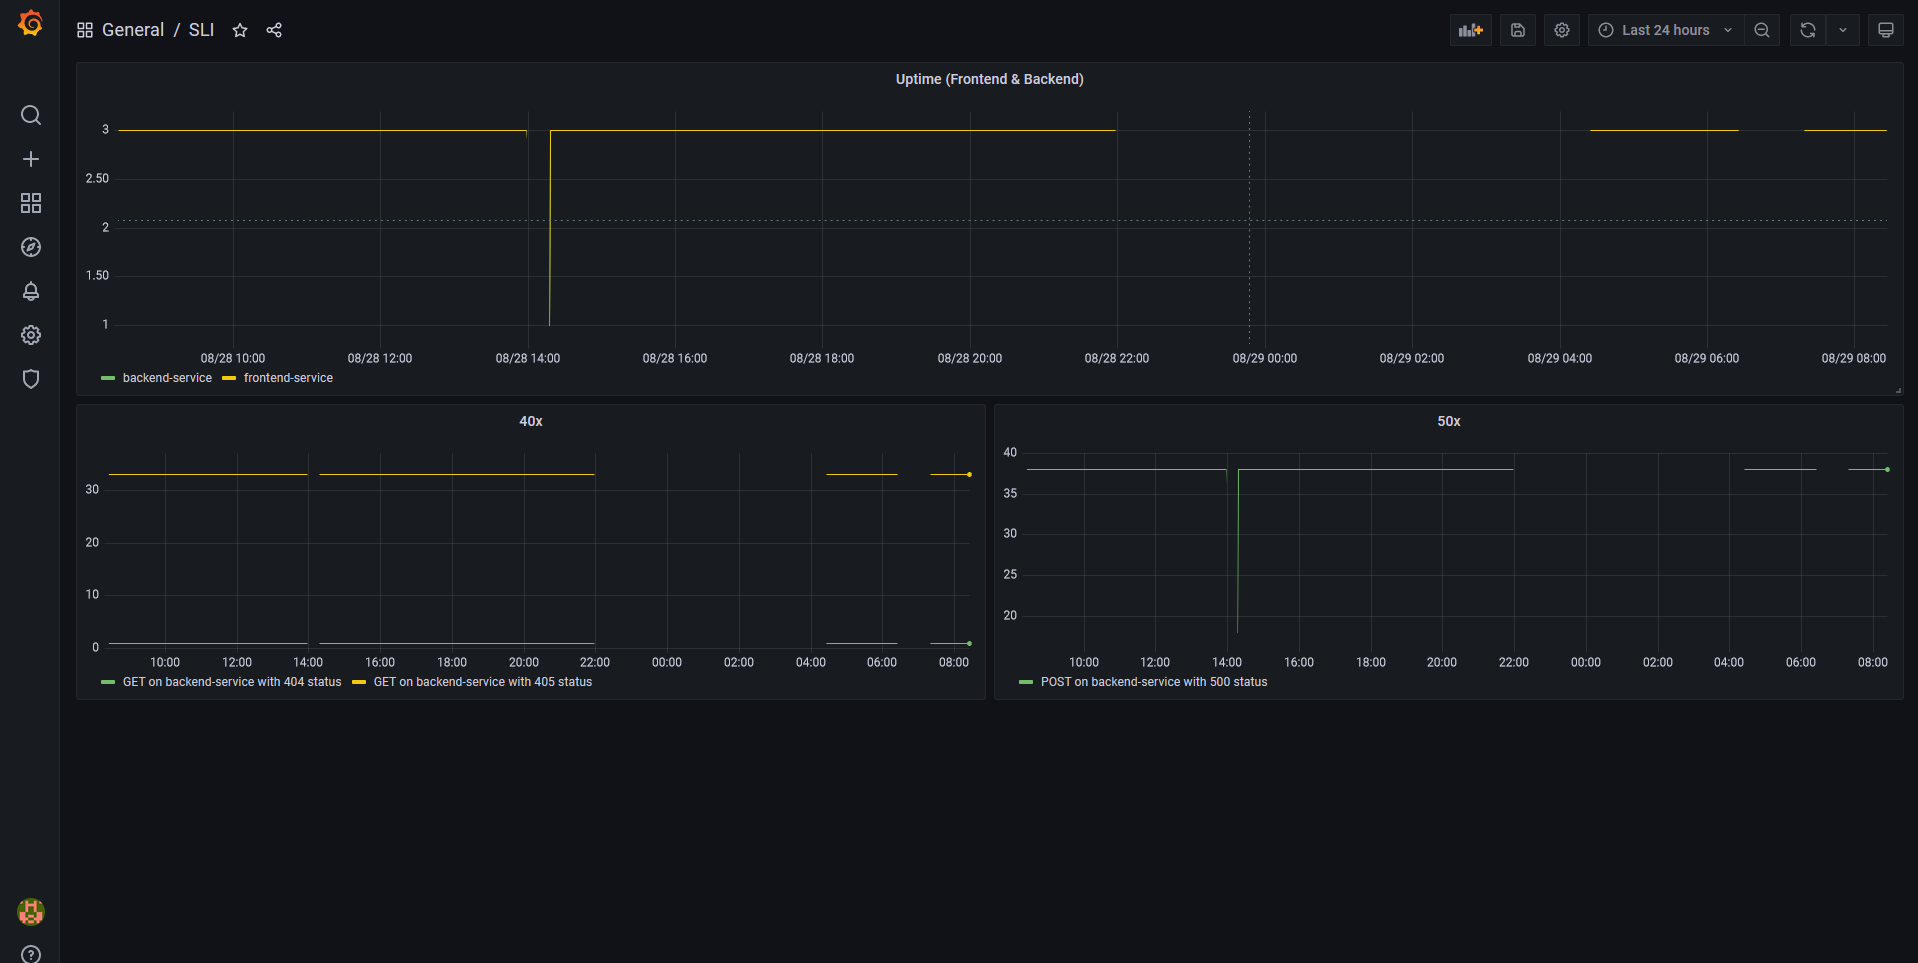 General / SLI
Last 24 hours
Uptime (Frontend & Backend)
3
2.50
2
1.50
1
08/28 10:00 08/28 12:00 08/28 14:00 08/28 16:00 08/28 18:00 08/28 20:00 08/28 22:00 08/29 00:00 08/29 02:00 08/29 04:00 08/29 06:00 08/29 08:00
backend-service frontend-service
40x
30
20
10
0
10:00 12:00 14:00 16:00 18:00 20:00 22:00 00:00 02:00 04:00 06:00 08:00
GET on backend-service with 404 status GET on backend-service with 405 status
50x
40
35
30
25
20
10:00 12:00 14:00 16:00 18:00 20:00 22:00 00:00 02:00 04:00 06:00 08:00
POST on backend-service with 500 status